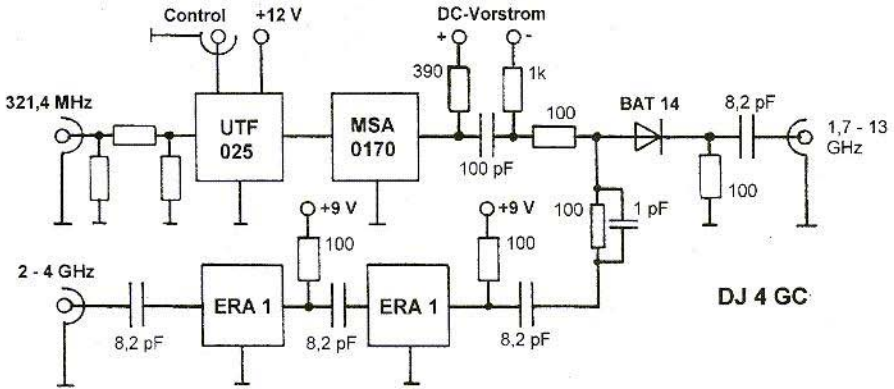 Control
+12 V
DC-Vorstrom
+ -
321,4 MHz
390
1k
BAT 14
8,2 pF
UTF
025
MSA
0170
100
100 pF
1,7 - 13
GHz
100
100
1 pF
+9 V
+9 V
100
100
2 - 4 GHz
ERA 1
ERA 1
DJ 4 GC
8,2 pF
8,2 pF
8,2 pF